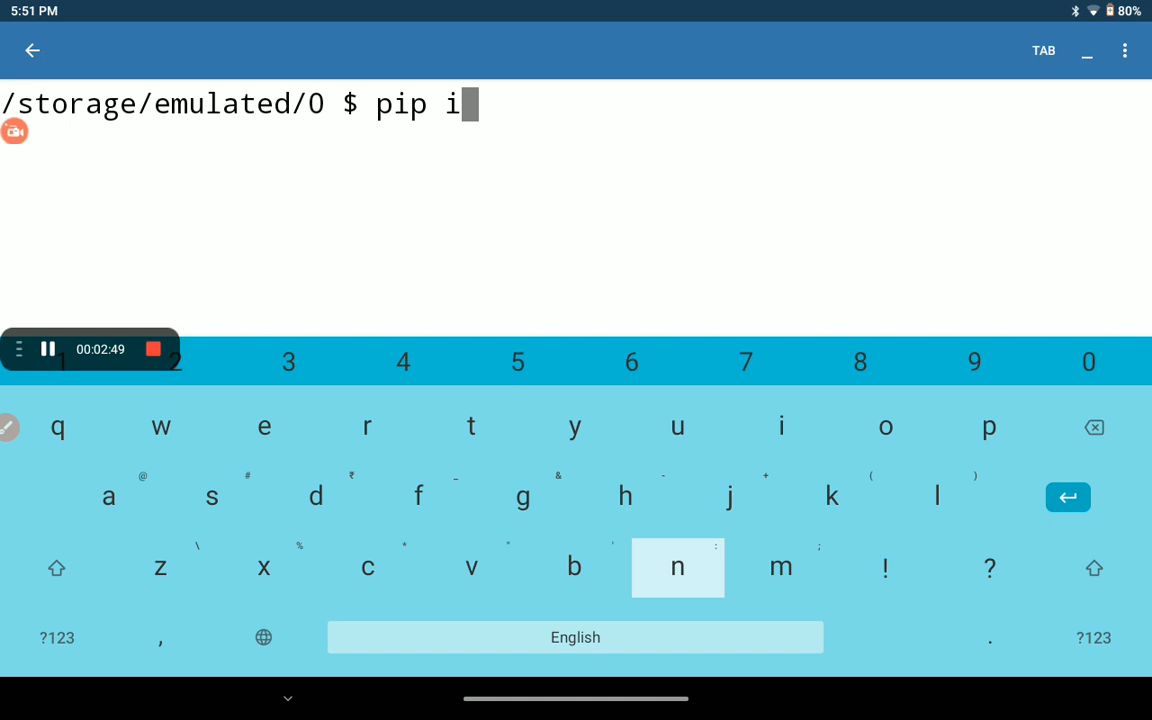 5:51 PM 80%
TAB _
/storage/emulated/0 $ pip i
00:02:49
1 2 3 4 5 6 7 8 9 0
q w e r t y u i o p
@ # ₹ _ & - + ( )
a s d f g h j k l
\ % * " ' : ;
z x c v b n m ! ?
?123 , English . ?123